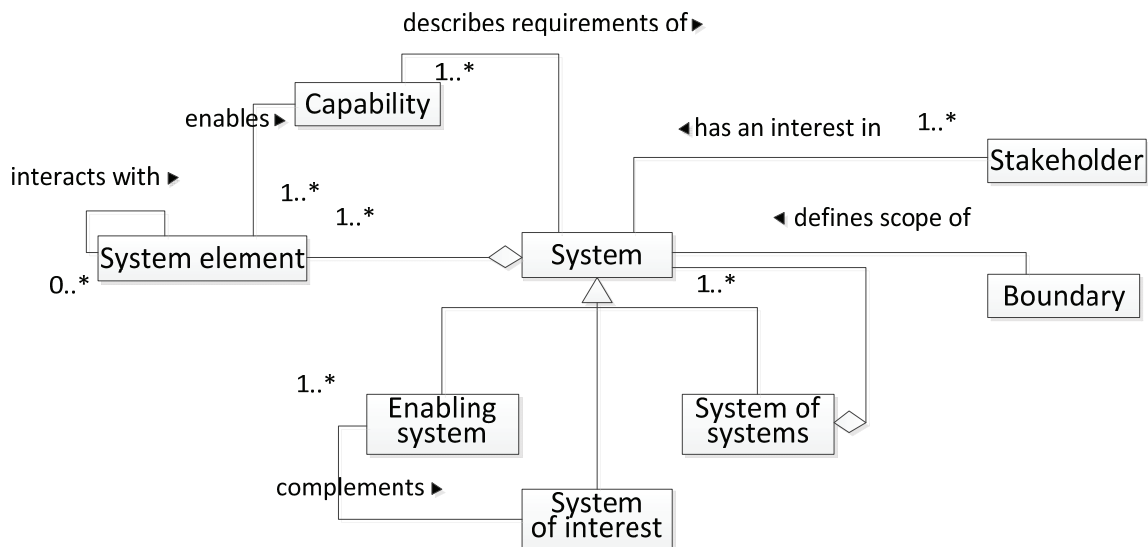 describes requirements of ►
1..*
Capability
enables ►
◄ has an interest in
1..*
Stakeholder
interacts with ►
1..*
1..*
◄ defines scope of
System element
System
0..*
1..*
Boundary
1..*
Enabling
system
System of
systems
complements ►
System
of interest